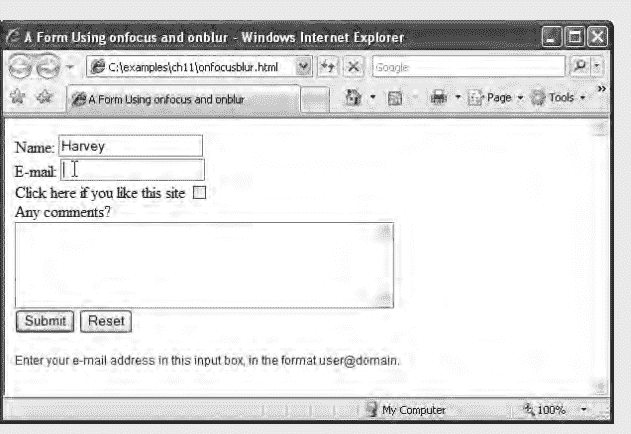 A Form Using onfocus and onblur - Windows Internet Explorer
C:\examples\ch11\onfocusblur.html Google
A Form Using onfocus and onblur Page Tools »
Name: Harvey
E-mail:
Click here if you like this site
Any comments?
Submit Reset
Enter your e-mail address in this input box, in the format user@domain.
My Computer 100%